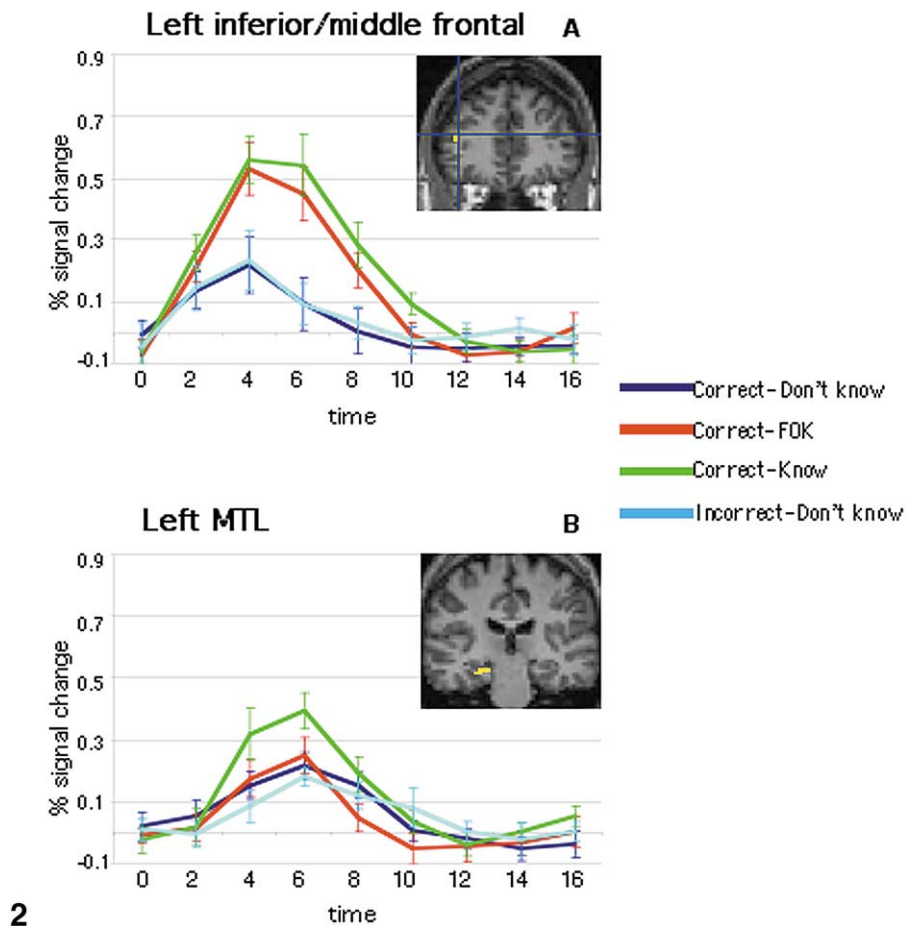 Left inferior/middle frontal A
0.9
0.7
0.5
0.3
0.1
-0.1
% signal change
0 2 4 6 8 10 12 14 16
time
Correct-Don't know
Correct-FOK
Correct-Know
Incorrect-Don't know
Left MTL B
0.9
0.7
0.5
0.3
0.1
-0.1
% signal change
0 2 4 6 8 10 12 14 16
time
2